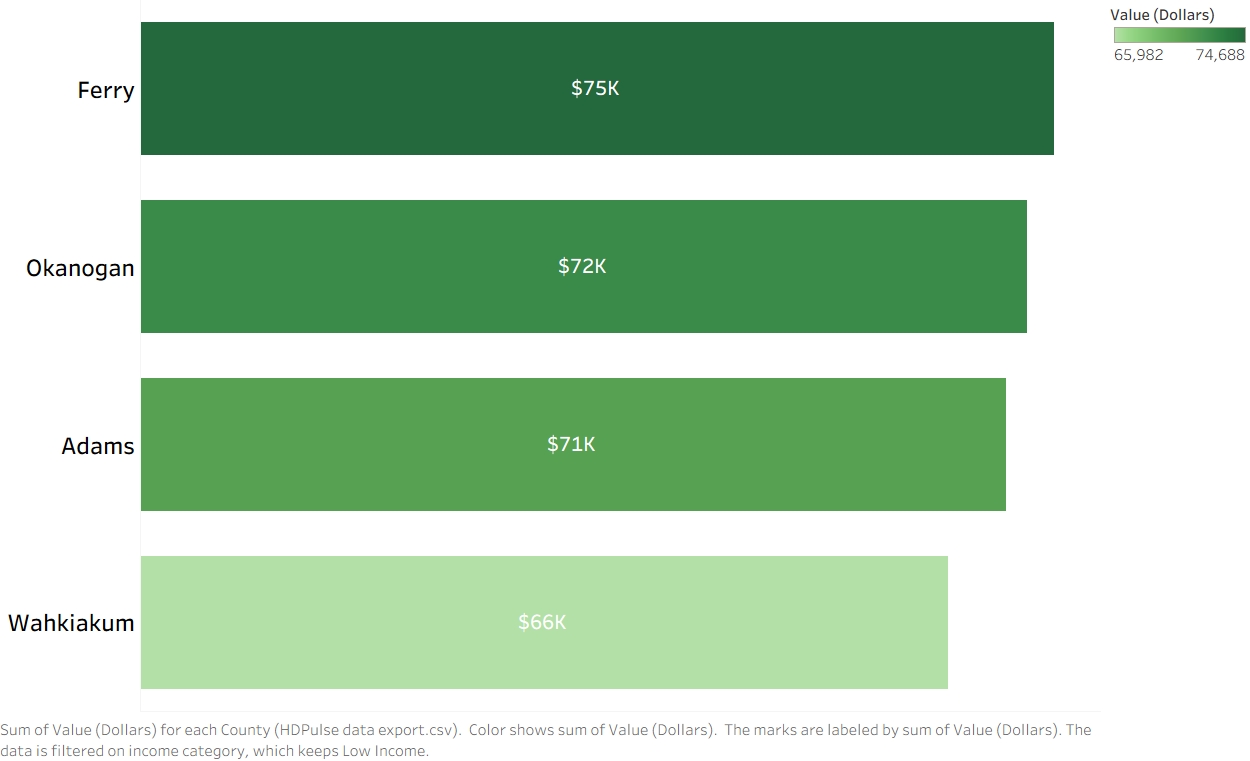 Value (Dollars)
65,982 74,688
Ferry $75K
Okanogan $72K
Adams $71K
Wahkiakum $66K
Sum of Value (Dollars) for each County (HDPulse data export.csv).  Color shows sum of Value (Dollars).  The marks are labeled by sum of Value (Dollars). The
data is filtered on income category, which keeps Low Income.